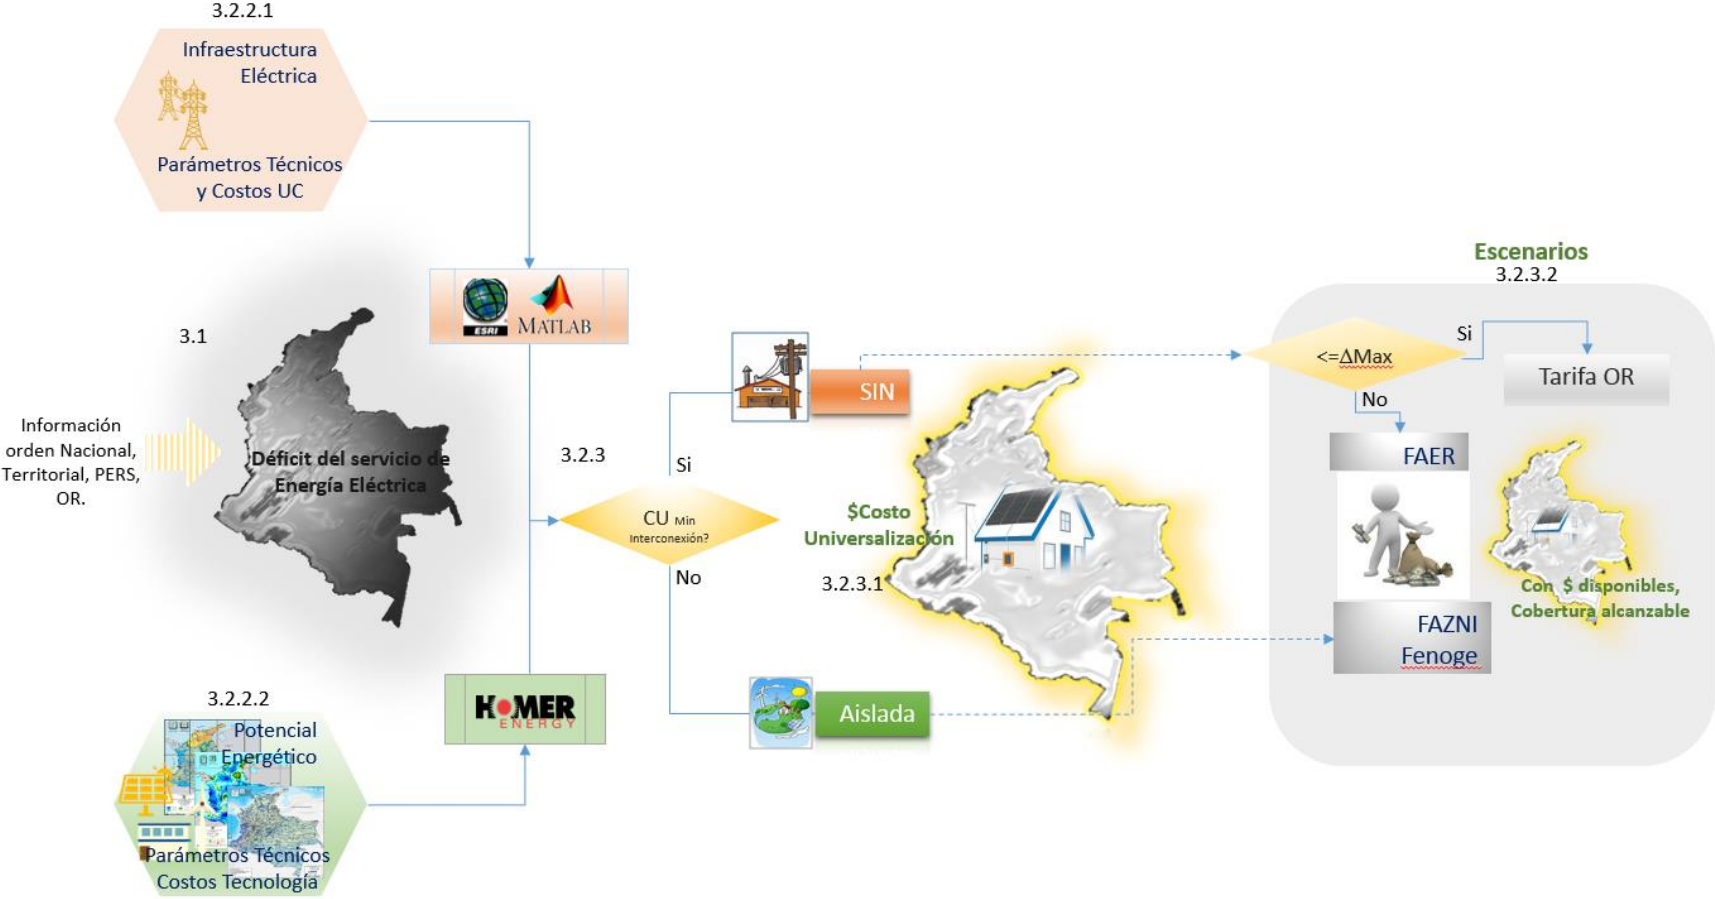 3.2.2.1
Infraestructura
Eléctrica
Parámetros Técnicos
y Costos UC
3.1
Información
orden Nacional,
Territorial, PERS,
OR.
Déficit del servicio de
Energía Eléctrica
ESRI
MATLAB
3.2.2.2
Potencial
Energético
Parámetros Técnicos
Costos Tecnología
HOMER
ENERGY
3.2.3
CU Min
Interconexión?
Si
No
SIN
Aislada
$Costo
Universalización
3.2.3.1
Escenarios
3.2.3.2
<=ΔMax
Si
Tarifa OR
No
FAER
FAZNI
Fenoge
Con $ disponibles,
Cobertura alcanzable